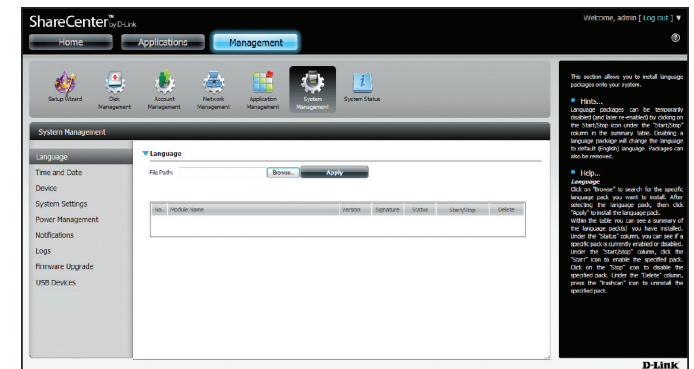 ShareCenter™ by D-Link
Welcome, admin [ Log out ] ▼
Home
Applications
Management
Setup Wizard
Disk Management
Account Management
Network Management
Application Management
System Management
System Status
System Management
Language
Time and Date
Device
System Settings
Power Management
Notifications
Logs
Firmware Upgrade
USB Devices
Language
File Path:
Browse...
Apply
No. Module Name Version Signature Status Start/Stop Delete
This section allows you to install language
packages onto your system.
Hints...
Language packages can be temporarily
disabled (and later re-enabled) by clicking on
the Start/Stop icon under the "Start/Stop"
column in the summary table. Disabling a
language package will change the language
to default (English) language. Packages can
also be removed.
Help...
Language
Click on "Browse" to search for the specific
language pack you want to install. After
selecting the language pack, then click
"Apply" to install the language pack.
Within the table you can see a summary of
the language pack(s) you have installed.
Under the "Status" column, you can see if a
specific pack is currently enabled or disabled.
Under the "Start/Stop" column, click the
"Start" icon to enable the specified pack.
Click on the "Stop" icon to disable the
specified pack. Under the "Delete" column,
press the "trashcan" icon to uninstall the
specified pack.
D-Link